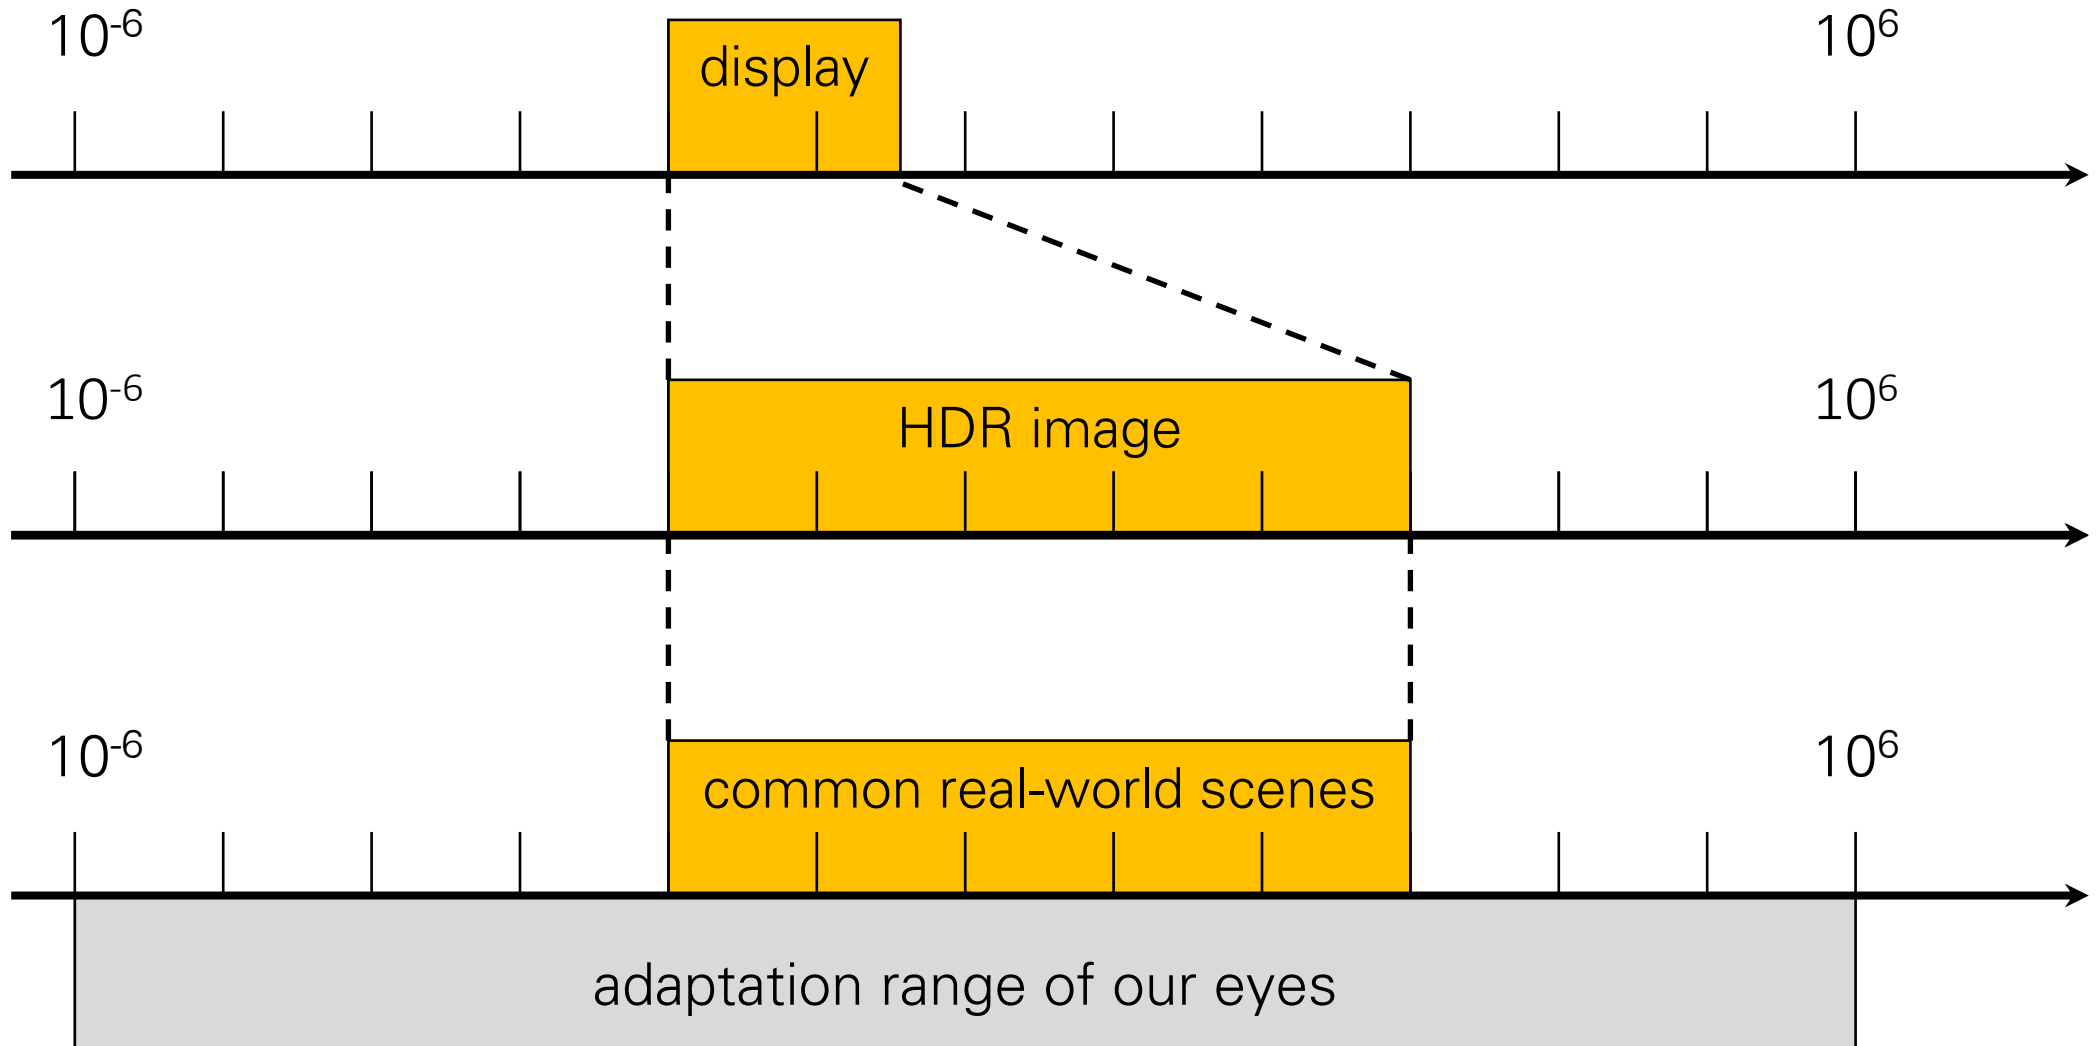 10⁻⁶ display 10⁶
10⁻⁶ HDR image 10⁶
10⁻⁶ common real-world scenes 10⁶
adaptation range of our eyes